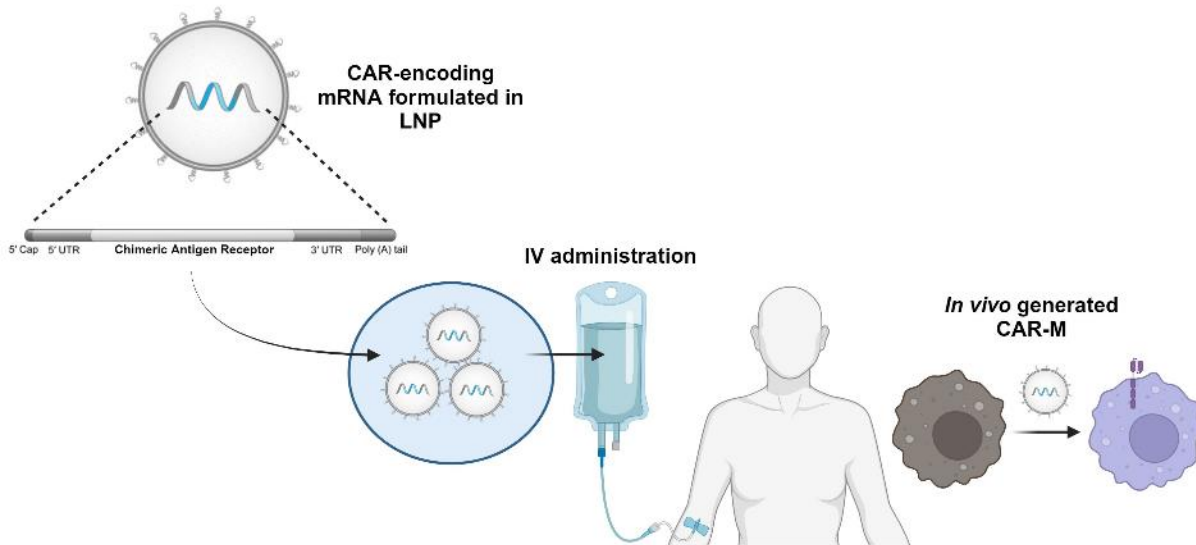 CAR-encoding
mRNA formulated in
LNP
5' Cap 5' UTR Chimeric Antigen Receptor 3' UTR Poly (A) tail
IV administration
In vivo generated
CAR-M